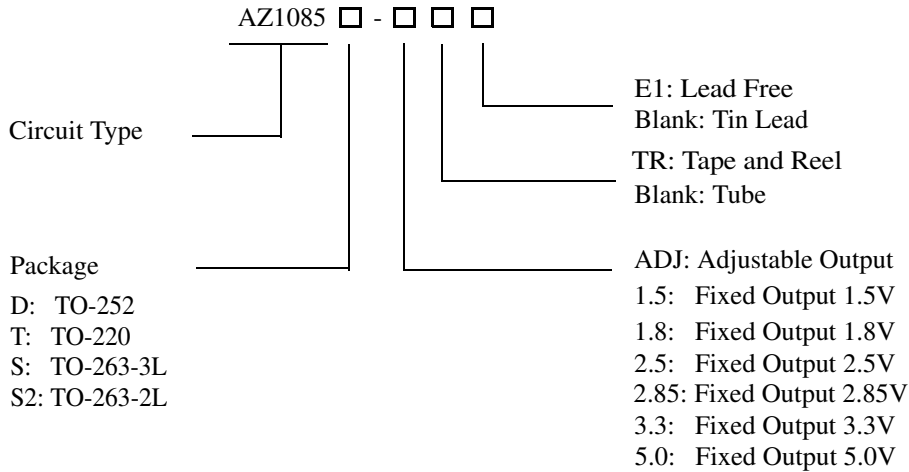 AZ1085 □ - □ □ □
Circuit Type
E1: Lead Free
Blank: Tin Lead
TR: Tape and Reel
Blank: Tube
Package
D: TO-252
T: TO-220
S: TO-263-3L
S2: TO-263-2L
ADJ: Adjustable Output
1.5: Fixed Output 1.5V
1.8: Fixed Output 1.8V
2.5: Fixed Output 2.5V
2.85: Fixed Output 2.85V
3.3: Fixed Output 3.3V
5.0: Fixed Output 5.0V